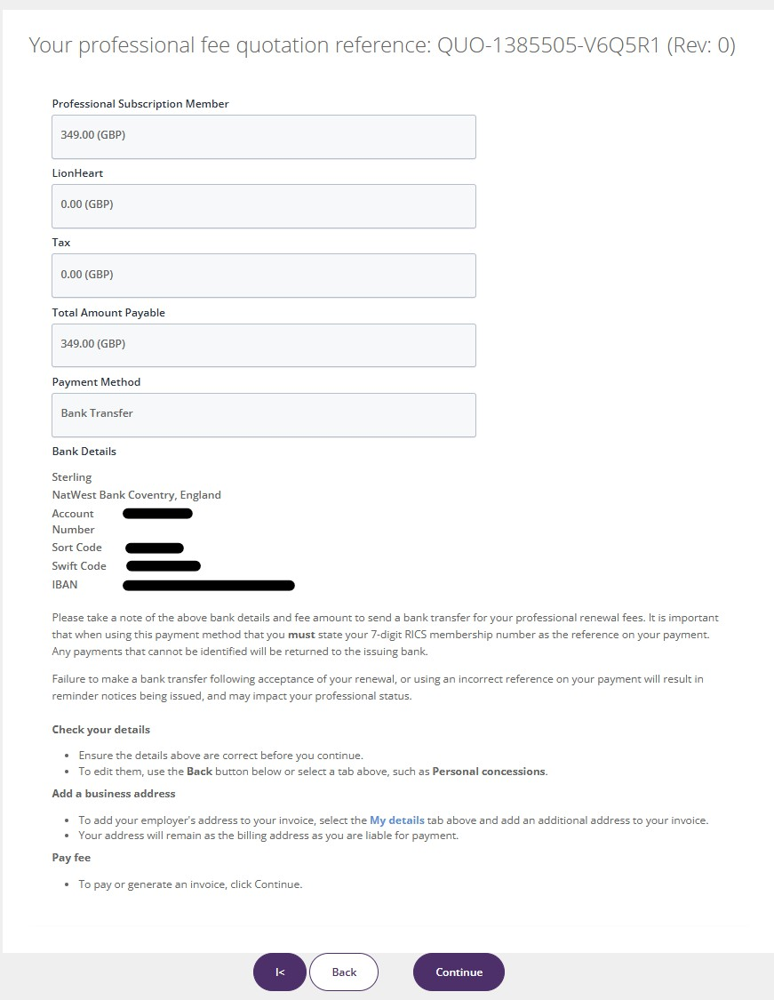 Your professional fee quotation reference: QUO-1385505-V6Q5R1 (Rev: 0)
Professional Subscription Member
349.00 (GBP)
LionHeart
0.00 (GBP)
Tax
0.00 (GBP)
Total Amount Payable
349.00 (GBP)
Payment Method
Bank Transfer
Bank Details
Sterling
NatWest Bank Coventry, England
Account
Number
Sort Code
Swift Code
IBAN
Please take a note of the above bank details and fee amount to send a bank transfer for your professional renewal fees. It is important
that when using this payment method that you must state your 7-digit RICS membership number as the reference on your payment.
Any payments that cannot be identified will be returned to the issuing bank.
Failure to make a bank transfer following acceptance of your renewal, or using an incorrect reference on your payment will result in
reminder notices being issued, and may impact your professional status.
Check your details
• Ensure the details above are correct before you continue.
• To edit them, use the Back button below or select a tab above, such as Personal concessions.
Add a business address
• To add your employer's address to your invoice, select the My details tab above and add an additional address to your invoice.
• Your address will remain as the billing address as you are liable for payment.
Pay fee
• To pay or generate an invoice, click Continue.
I< Back Continue